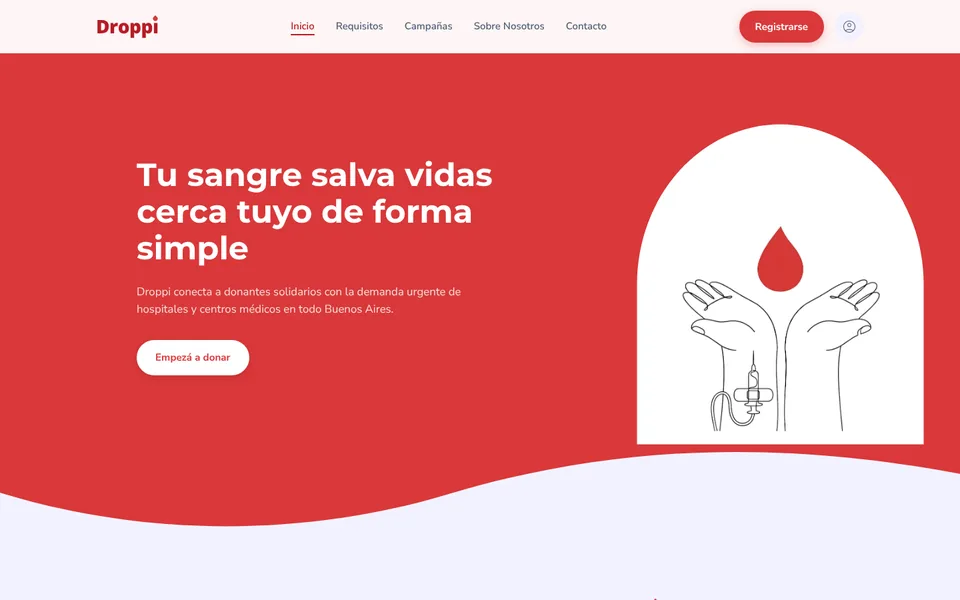 Droppi
Inicio
Requisitos
Campañas
Sobre Nosotros
Contacto
Registrarse
Tu sangre salva vidas
cerca tuyo de forma
simple
Droppi conecta a donantes solidarios con la demanda urgente de
hospitales y centros médicos en todo Buenos Aires.
Empezá a donar